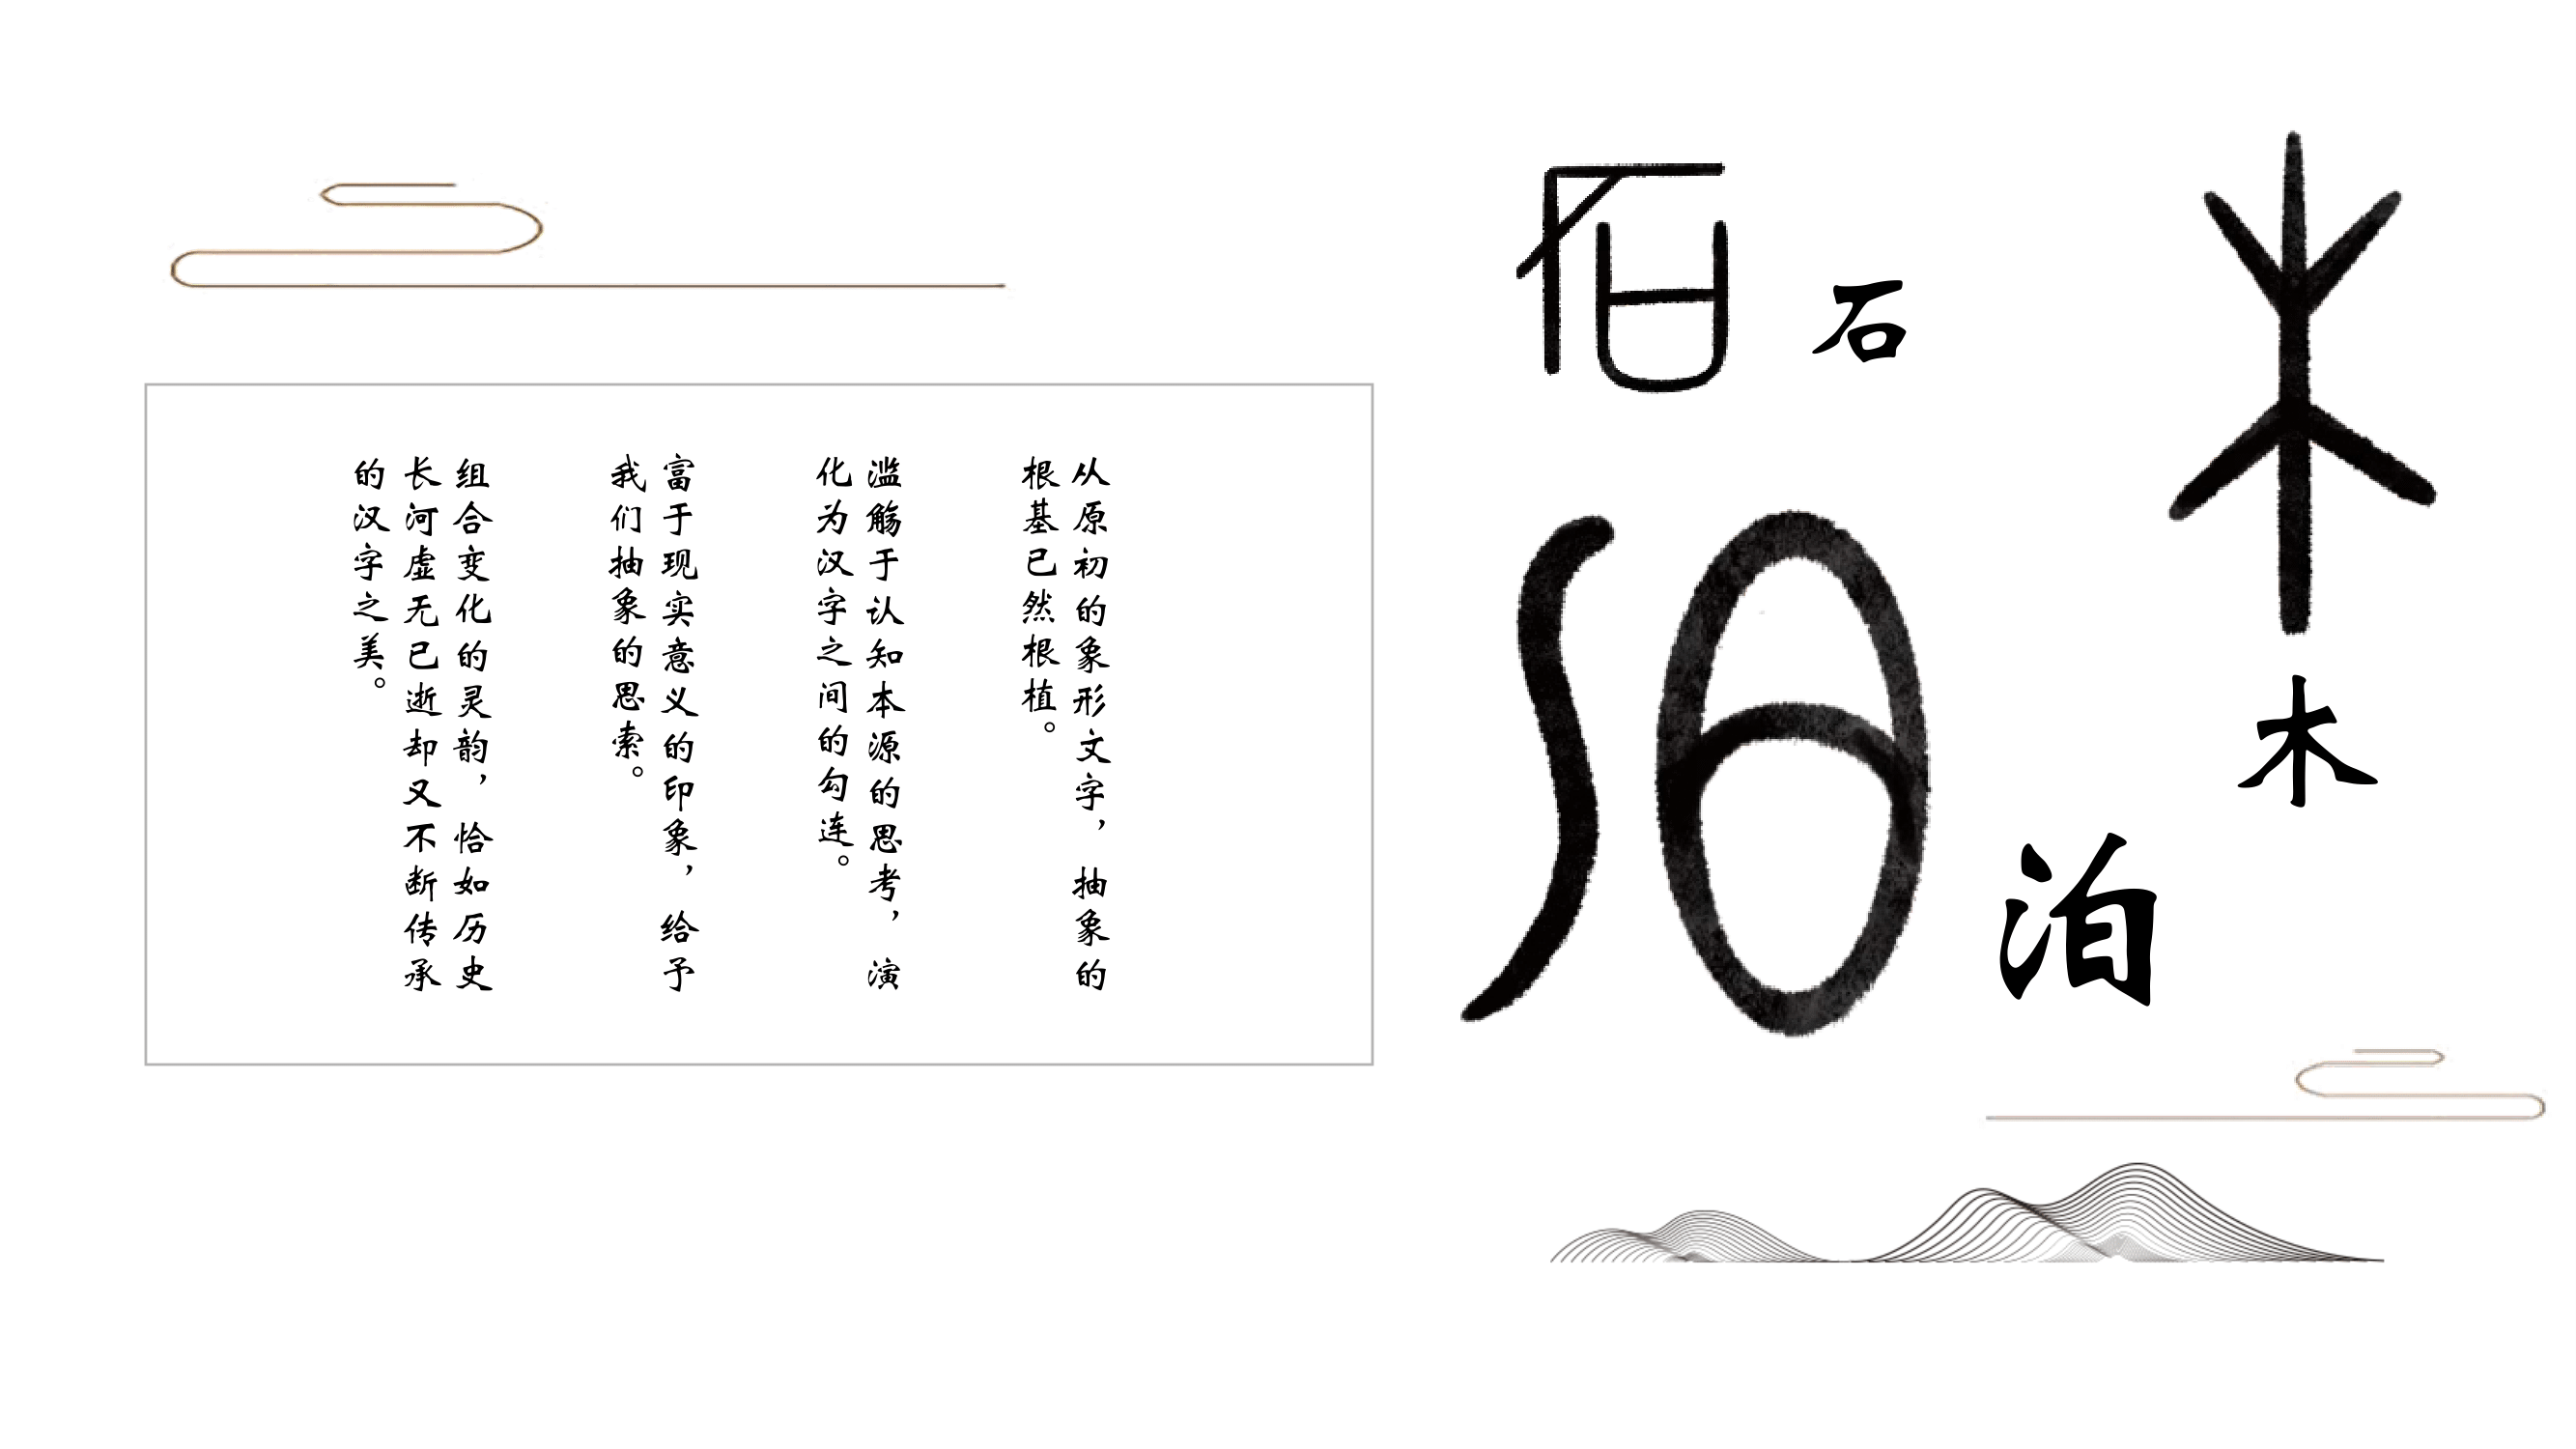 从原初的象形文字，抽象的
根基已然根植。
滥觞于认知本源的思考，演
化为汉字之间的勾连。
富于现实意义的印象，给予
我们抽象的思索。
组合变化的灵韵，恰如历史
长河虚无已逝却又不断传承
的汉字之美。
石
木
泊